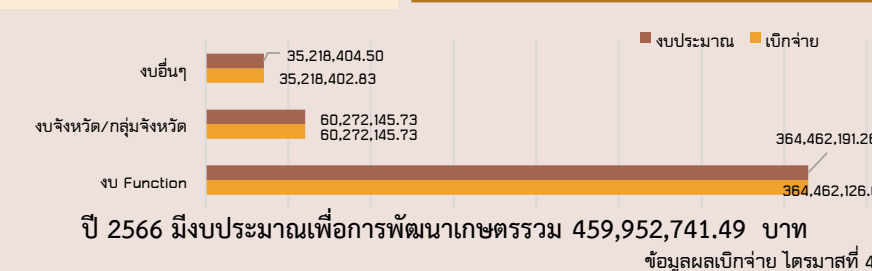 งบประมาณ เบิกจ่าย
งบอื่นๆ 35,218,404.50
35,218,402.83
งบจังหวัด/กลุ่มจังหวัด 60,272,145.73
60,272,145.73
364,462,191.26
งบ Function
364,462,126.
ปี 2566 มีงบประมาณเพื่อการพัฒนาเกษตรรวม 459,952,741.49 บาท
ข้อมูลผลเบิกจ่าย ไตรมาสที่ 4